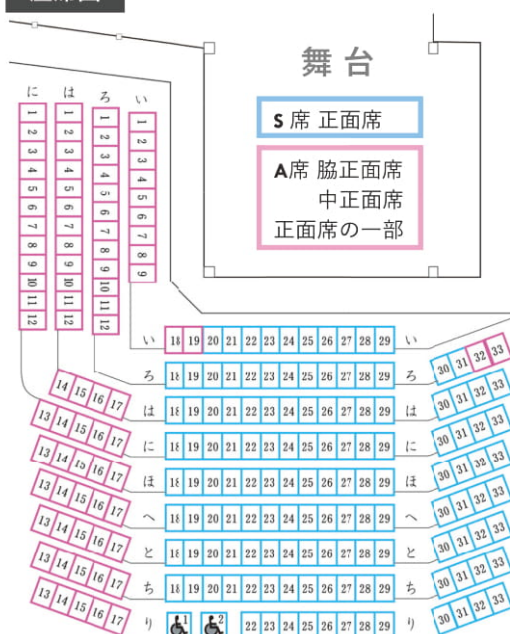 舞台
S席 正面席
A席 脇正面席
中正面席
正面席の一部
に は ろ い
1 1 1 1
2 2 2 2
3 3 3 3
4 4 4 4
5 5 5 5
6 6 6 6
7 7 7 7
8 8 8 8
9 9 9 9
10 10 10
11 11 11
12 12 12
い 18 19 20 21 22 23 24 25 26 27 28 29 い 30 31 32 33
ろ 18 19 20 21 22 23 24 25 26 27 28 29 ろ 30 31 32 33
14 15 16 17 は 18 19 20 21 22 23 24 25 26 27 28 29 は 30 31 32 33
13 14 15 16 17 に 18 19 20 21 22 23 24 25 26 27 28 29 に 30 31 32 33
13 14 15 16 17 ほ 18 19 20 21 22 23 24 25 26 27 28 29 ほ 30 31 32 33
13 14 15 16 17 へ 18 19 20 21 22 23 24 25 26 27 28 29 へ 30 31 32 33
13 14 15 16 17 と 18 19 20 21 22 23 24 25 26 27 28 29 と 30 31 32 33
13 14 15 16 17 ち 18 19 20 21 22 23 24 25 26 27 28 29 ち 30 31 32 33
13 14 15 16 17 り 1 2 22 23 24 25 26 27 28 29 り